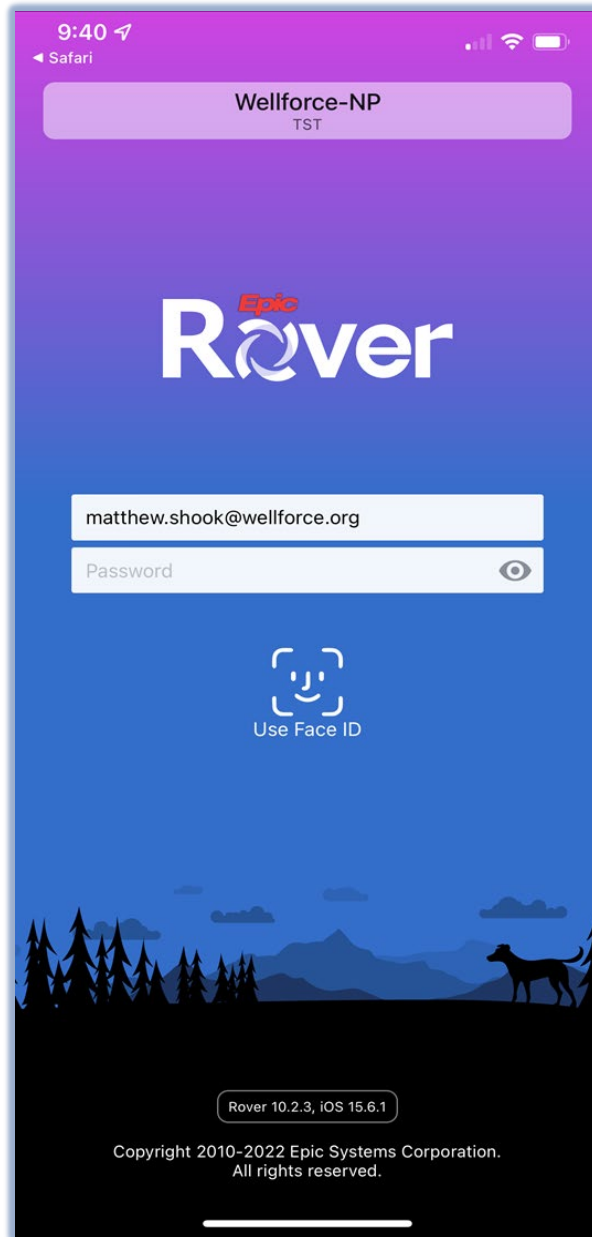 9:40
◀ Safari
Wellforce-NP
TST
Epic
Rover
matthew.shook@wellforce.org
Password
Use Face ID
Rover 10.2.3, iOS 15.6.1
Copyright 2010-2022 Epic Systems Corporation.
All rights reserved.